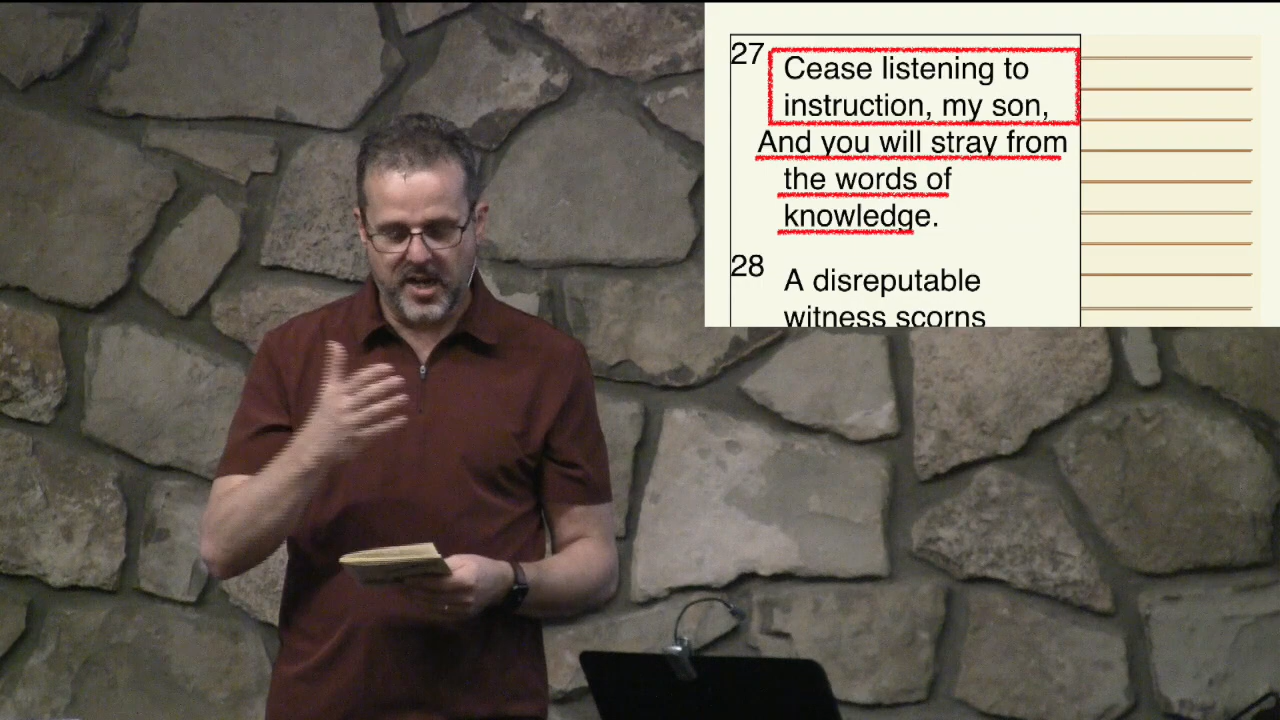 27
Cease listening to
instruction, my son,
And you will stray from
the words of
knowledge.
28
A disreputable
witness scorns